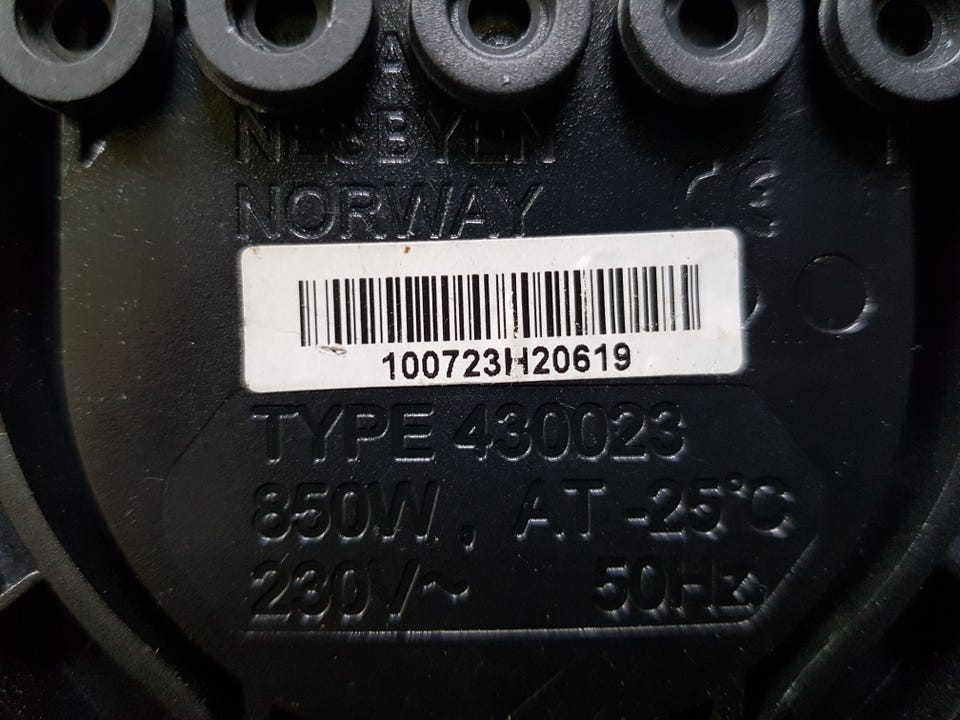 A
NESBYEN
NORWAY
CE
100723H20619
TYPE 430023
850W, AT -25°C
230V~ 50Hz